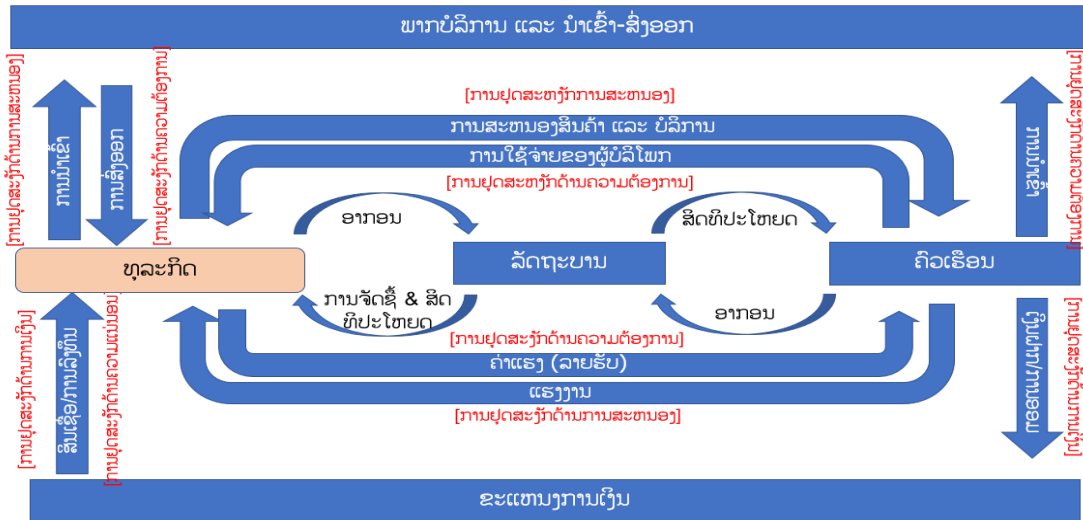 ພາກບໍລິການ ແລະ ນຳເຂົ້າ-ສົ່ງອອກ
[ການຢຸດສະງັກດ້ານການສະຫນອງ]
ການນຳເຂົ້າ
ການສົ່ງອອກ
[ການຢຸດສະງັກດ້ານຄວາມຕ້ອງການ]
[ການຢຸດສະຫງັກການສະຫນອງ]
ການສະຫນອງສິນຄ້າ ແລະ ບໍລິການ
ການໃຊ້ຈ່າຍຂອງຜູ້ບໍລິໂພກ
[ການຢຸດສະຫງັກດ້ານຄວາມຕ້ອງການ]
ການນຳເຂົ້າ
[ການຢຸດສະງັກດ້ານຄວາມຕ້ອງການ]
ອາກອນ
ສິດທິປະໂຫຍດ
ທຸລະກິດ
ລັດຖະບານ
ຄົວເຮືອນ
ການຈັດຊື້ & ສິດ
ທິປະໂຫຍດ
ອາກອນ
[ການຢຸດສະງັກດ້ານຄວາມຕ້ອງການ]
ຄ່າແຮງ (ລາຍຮັບ)
ແຮງງານ
[ການຢຸດສະງັກດ້ານການສະຫນອງ]
[ການຢຸດສະງັກດ້ານການເງິນ]
ສິນເຊື່ອ/ການລົງທຶນ
[ການຢຸດສະງັກດ້ານຄວາມແນ່ນອນ]
ເງິນຝາກ/ການອອມ
[ການຢຸດສະງັກດ້ານການເງິນ]
ຂະແຫນງການເງິນ